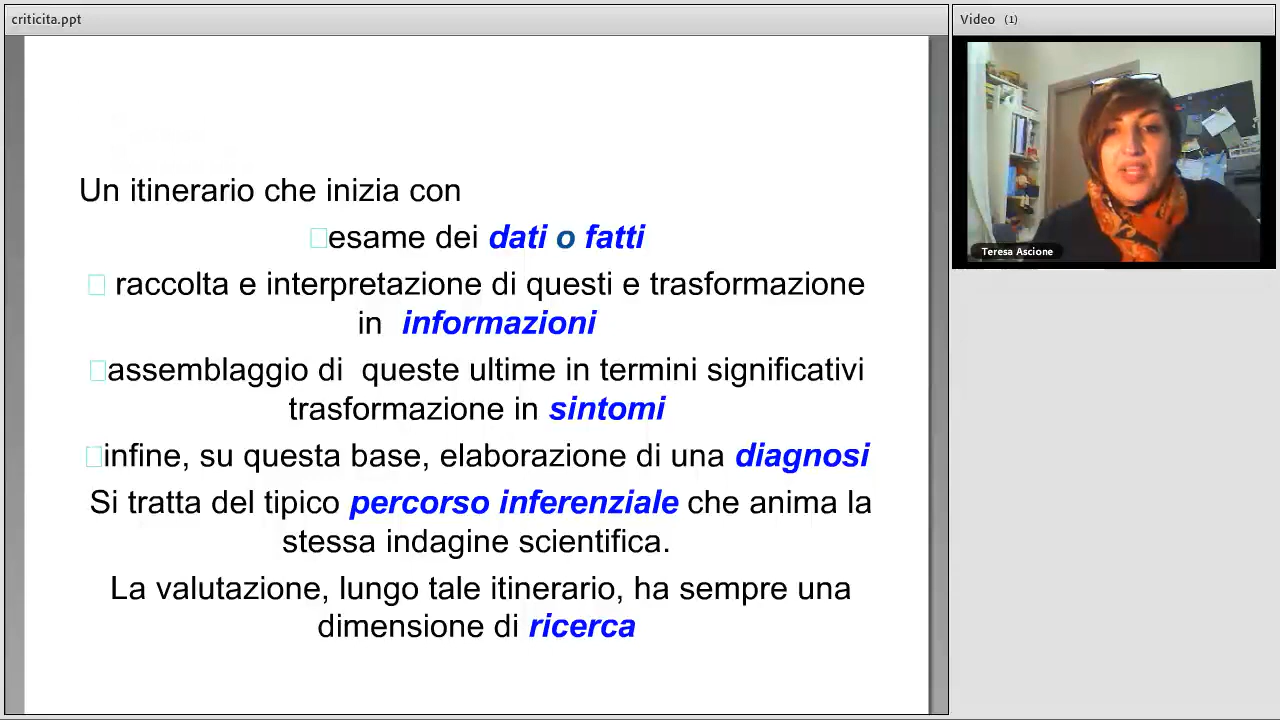 criticita.ppt
Video (1)
Teresa Ascione
Un itinerario che inizia con
esame dei dati o fatti
raccolta e interpretazione di questi e trasformazione
in informazioni
assemblaggio di queste ultime in termini significativi
trasformazione in sintomi
infine, su questa base, elaborazione di una diagnosi
Si tratta del tipico percorso inferenziale che anima la
stessa indagine scientifica.
La valutazione, lungo tale itinerario, ha sempre una
dimensione di ricerca